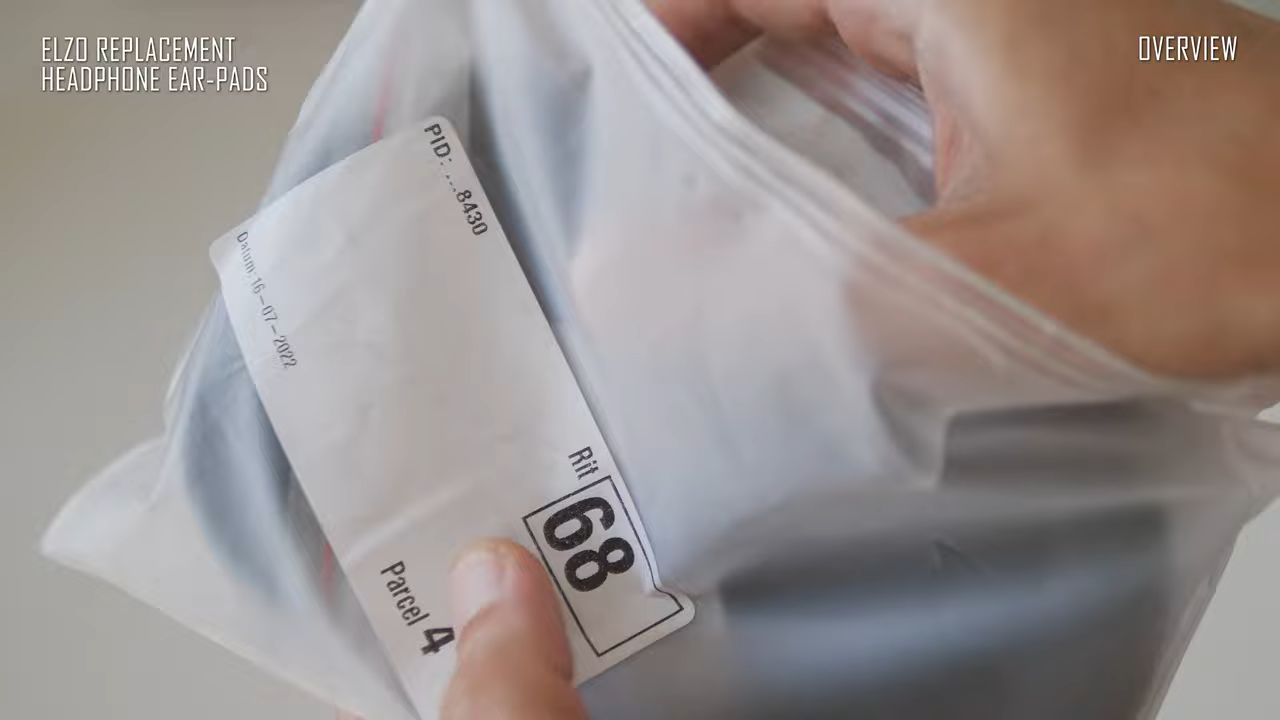 ELZO REPLACEMENT
HEADPHONE EAR-PADS
OVERVIEW
PID: ...8430
Datum:16-07-2022
Rit
68
Parcel 4